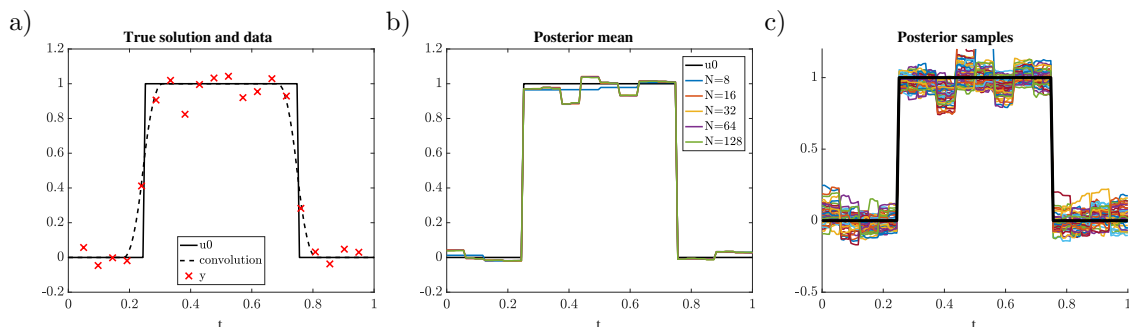 a)
True solution and data
1.2
1
0.8
0.6
0.4
0.2
0
-0.2
0 0.2 0.4 0.6 0.8 1
t
u0
convolution
y
b)
Posterior mean
1.2
1
0.8
0.6
0.4
0.2
0
-0.2
0 0.2 0.4 0.6 0.8 1
t
u0
N=8
N=16
N=32
N=64
N=128
c)
Posterior samples
1
0.5
0
-0.5
0 0.2 0.4 0.6 0.8 1
t